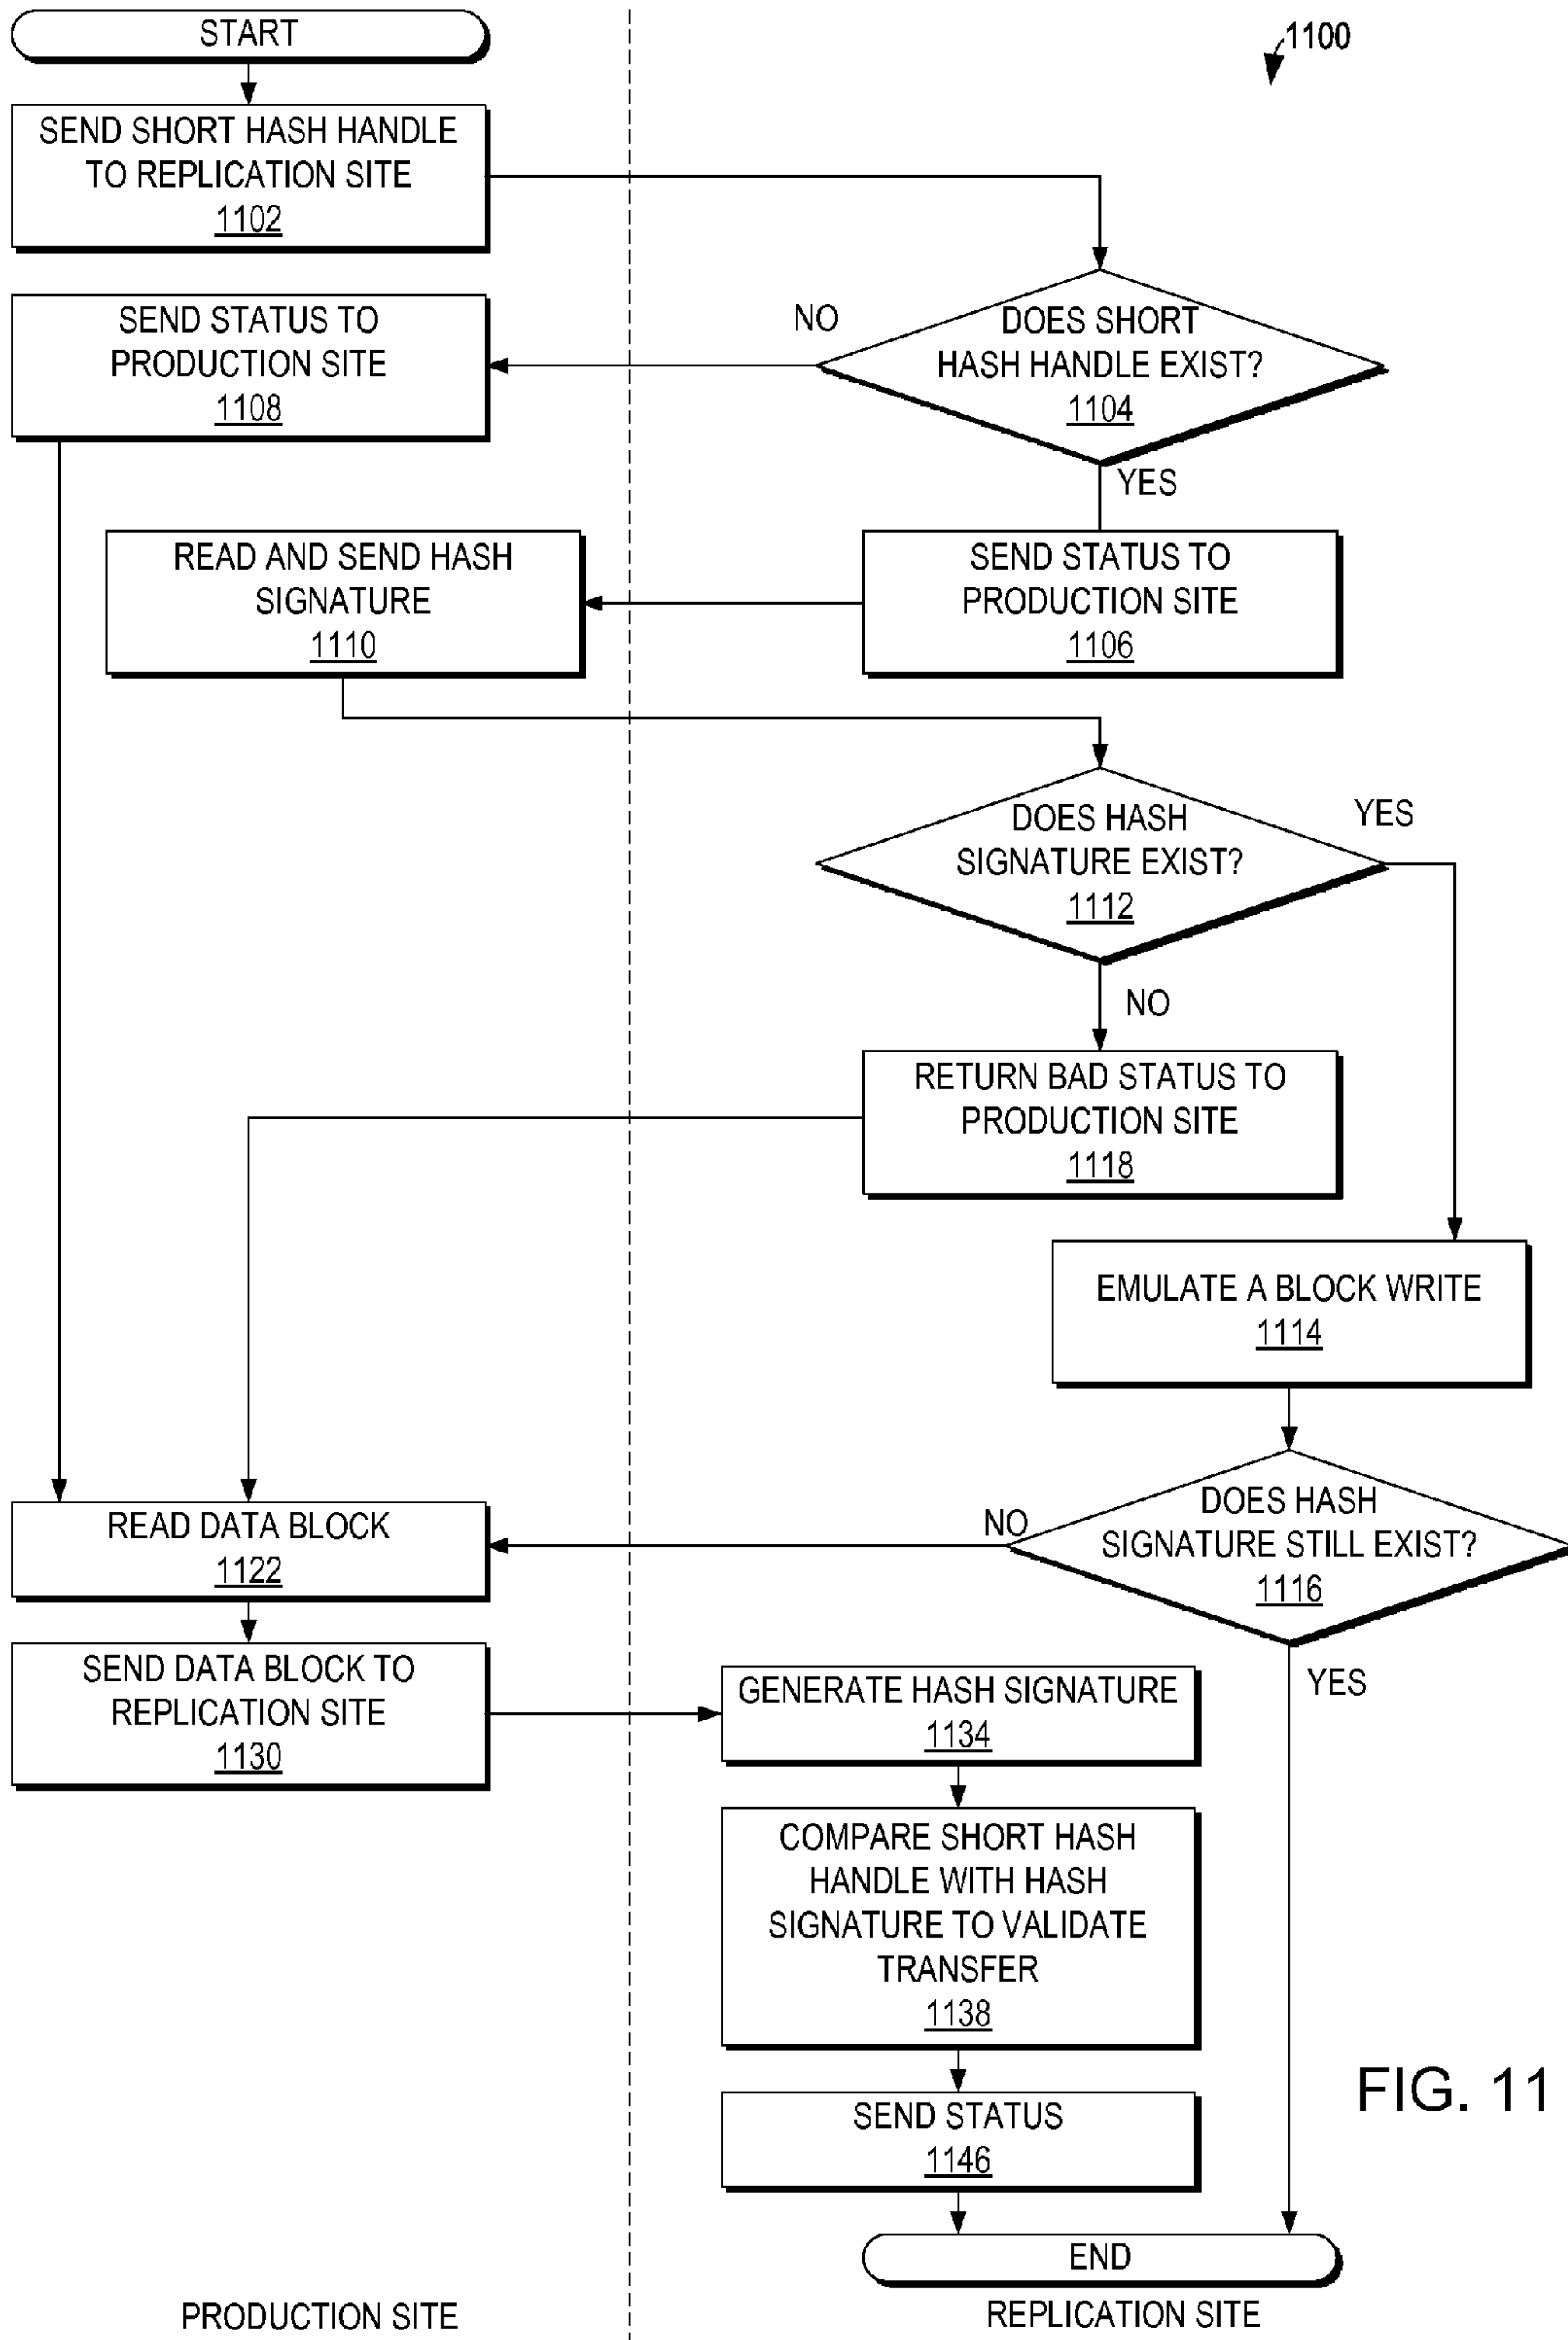 START
1100
SEND SHORT HASH HANDLE
TO REPLICATION SITE
1102
SEND STATUS TO
PRODUCTION SITE
1108
NO
DOES SHORT
HASH HANDLE EXIST?
1104
YES
READ AND SEND HASH
SIGNATURE
1110
SEND STATUS TO
PRODUCTION SITE
1106
DOES HASH
SIGNATURE EXIST?
1112
YES
NO
RETURN BAD STATUS TO
PRODUCTION SITE
1118
EMULATE A BLOCK WRITE
1114
READ DATA BLOCK
1122
NO
DOES HASH
SIGNATURE STILL EXIST?
1116
YES
SEND DATA BLOCK TO
REPLICATION SITE
1130
GENERATE HASH SIGNATURE
1134
COMPARE SHORT HASH
HANDLE WITH HASH
SIGNATURE TO VALIDATE
TRANSFER
1138
SEND STATUS
1146
FIG. 11
END
PRODUCTION SITE
REPLICATION SITE